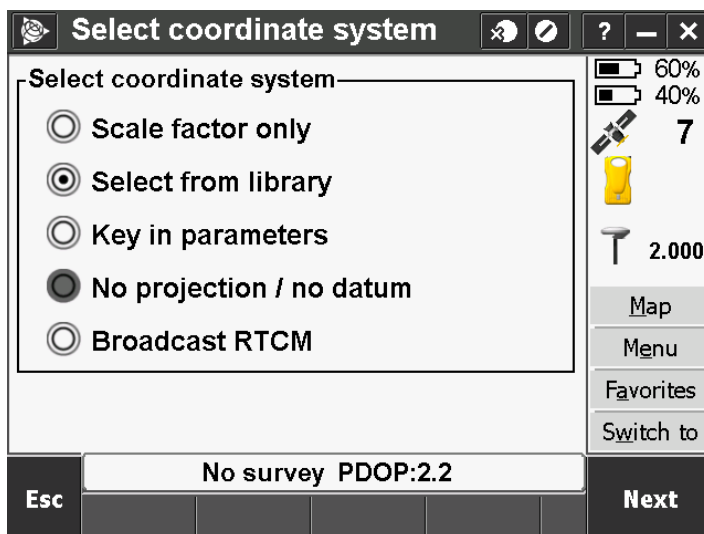 Select coordinate system
? — ×
Select coordinate system
60%
40%
Scale factor only
7
Select from library
Key in parameters
2.000
No projection / no datum
Map
Broadcast RTCM
Menu
Favorites
Switch to
No survey PDOP:2.2
Esc
Next